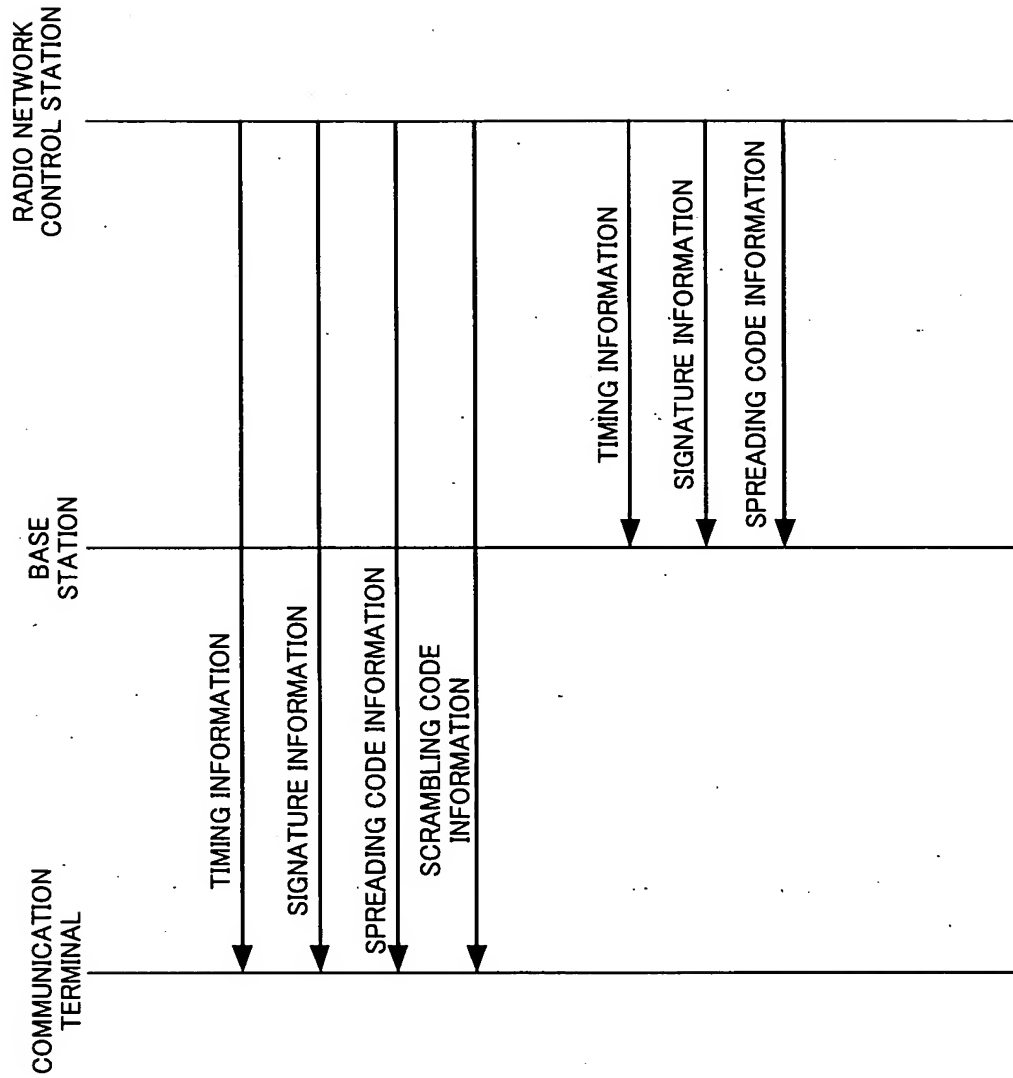 COMMUNICATION
TERMINAL
BASE
STATION
RADIO NETWORK
CONTROL STATION
TIMING INFORMATION
SIGNATURE INFORMATION
SPREADING CODE INFORMATION
SCRAMBLING CODE
INFORMATION
TIMING INFORMATION
SIGNATURE INFORMATION
SPREADING CODE INFORMATION